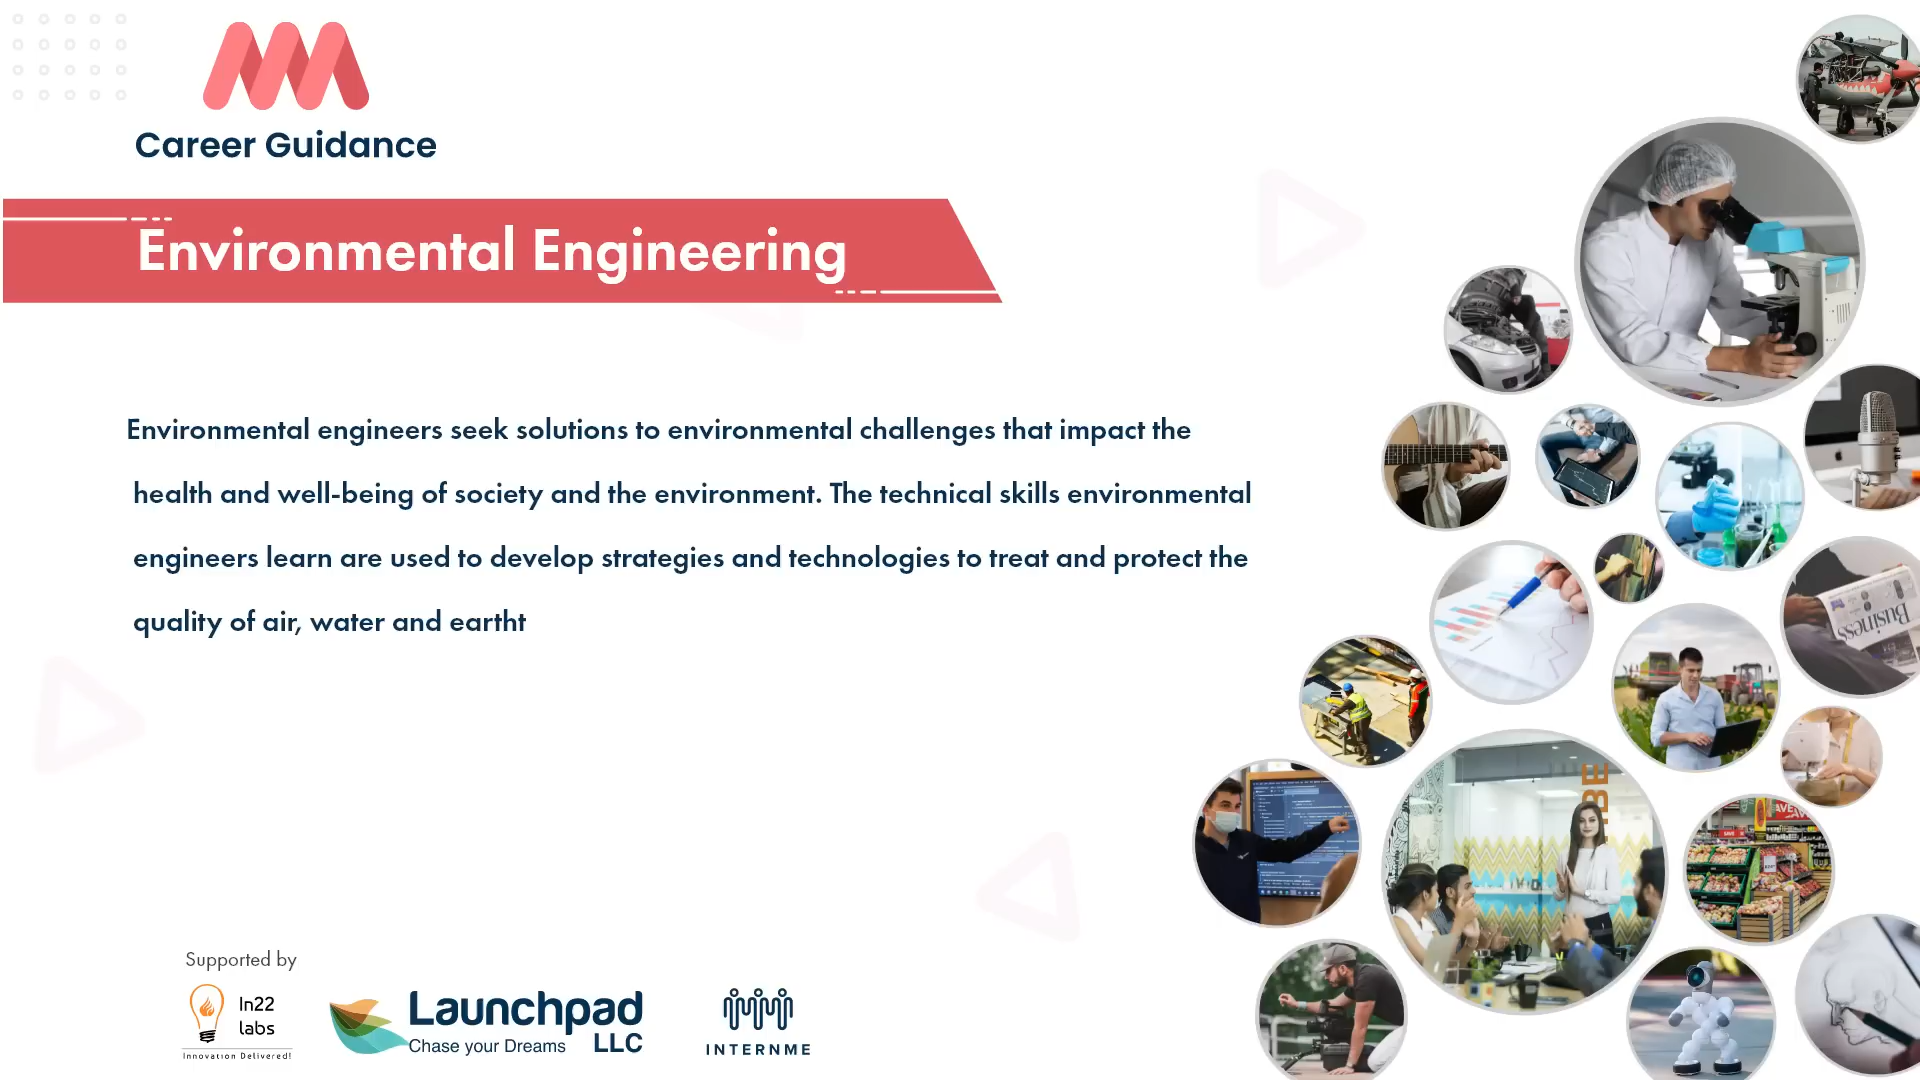 Career Guidance
Environmental Engineering
Environmental engineers seek solutions to environmental challenges that impact the
health and well-being of society and the environment. The technical skills environmental
engineers learn are used to develop strategies and technologies to treat and protect the
quality of air, water and eartht
Supported by
In22
labs
Innovation Delivered!
Launchpad
Chase your Dreams LLC
INTERNME
Business
SAVE